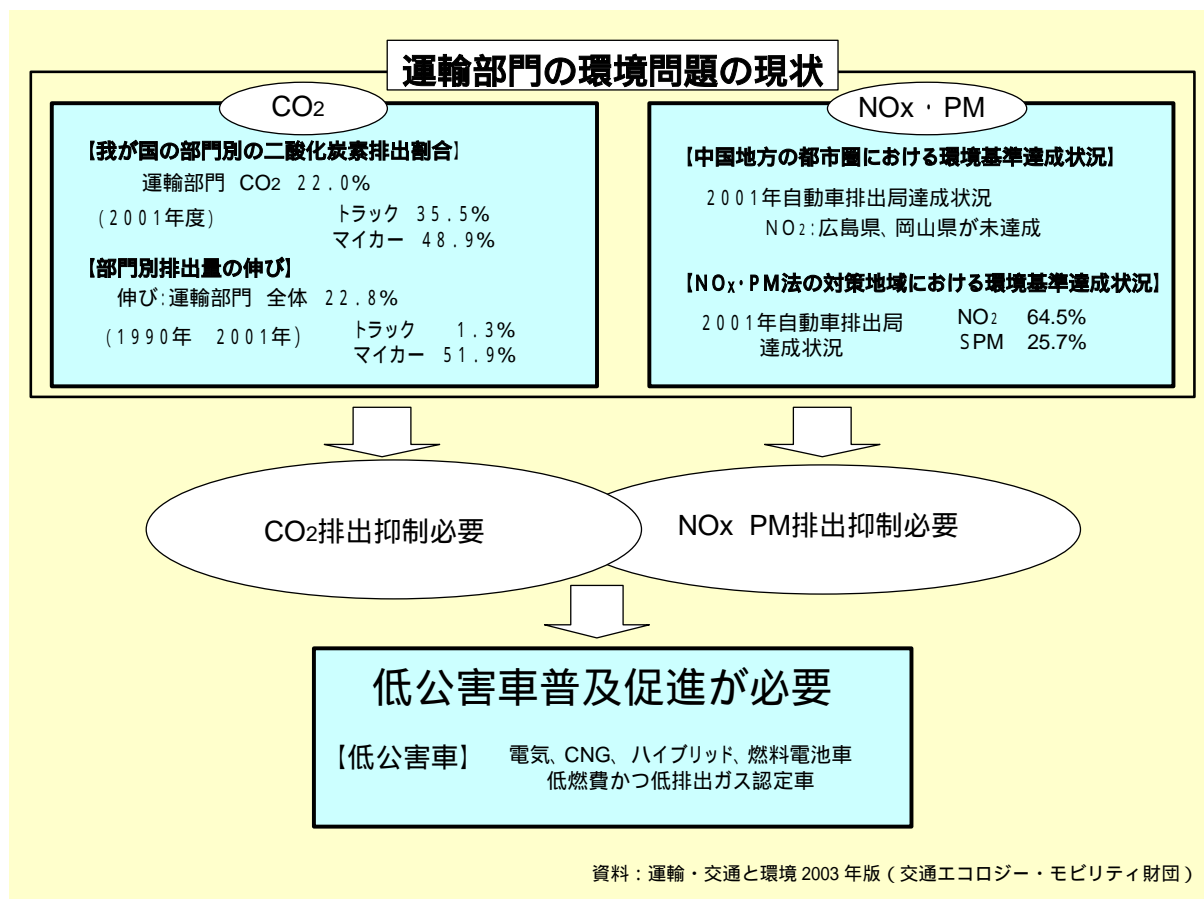 運輸部門の環境問題の現状
CO2
【我が国の部門別の二酸化炭素排出割合】
運輸部門 CO2 22.0%
(2001年度)
トラック 35.5%
マイカー 48.9%
【部門別排出量の伸び】
伸び:運輸部門 全体 22.8%
(1990年 2001年)
トラック 1.3%
マイカー 51.9%
NOx・PM
【中国地方の都市圏における環境基準達成状況】
2001年自動車排出局達成状況
NO2:広島県、岡山県が未達成
【NOx・PM法の対策地域における環境基準達成状況】
2001年自動車排出局
達成状況
NO2 64.5%
SPM 25.7%
CO2排出抑制必要
NOx PM排出抑制必要
低公害車普及促進が必要
【低公害車】 電気、CNG、ハイブリッド、燃料電池車
低燃費かつ低排出ガス認定車
資料：運輸・交通と環境 2003 年版（交通エコロジー・モビリティ財団）